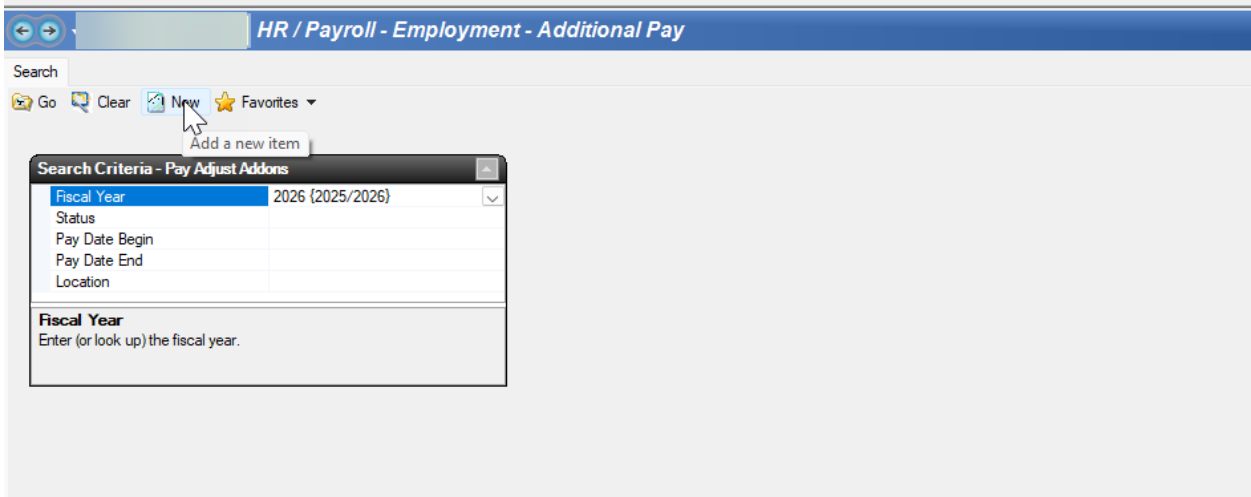 HR / Payroll - Employment - Additional Pay
Search
Go Clear New Favorites
Add a new item
Search Criteria - Pay Adjust Addons
Fiscal Year 2026 {2025/2026}
Status
Pay Date Begin
Pay Date End
Location
Fiscal Year
Enter (or look up) the fiscal year.